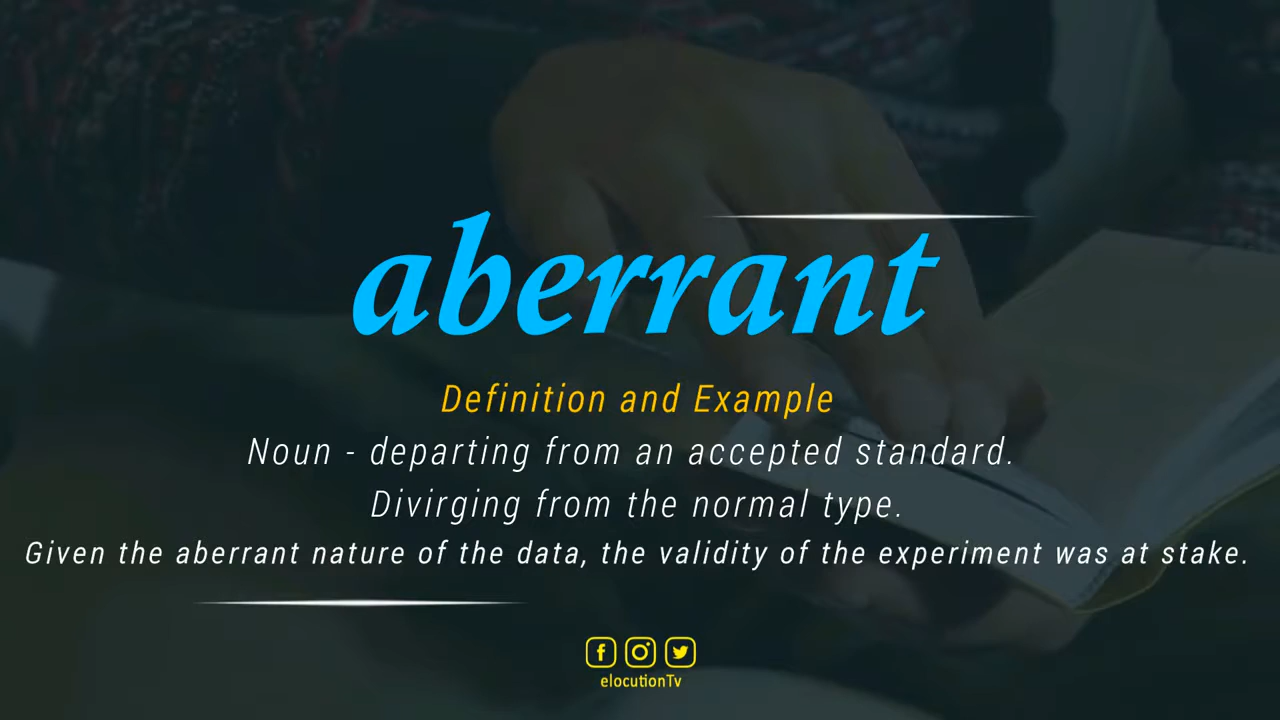 aberrant
Definition and Example
Noun - departing from an accepted standard.
Divirging from the normal type.
Given the aberrant nature of the data, the validity of the experiment was at stake.
elocutionTv